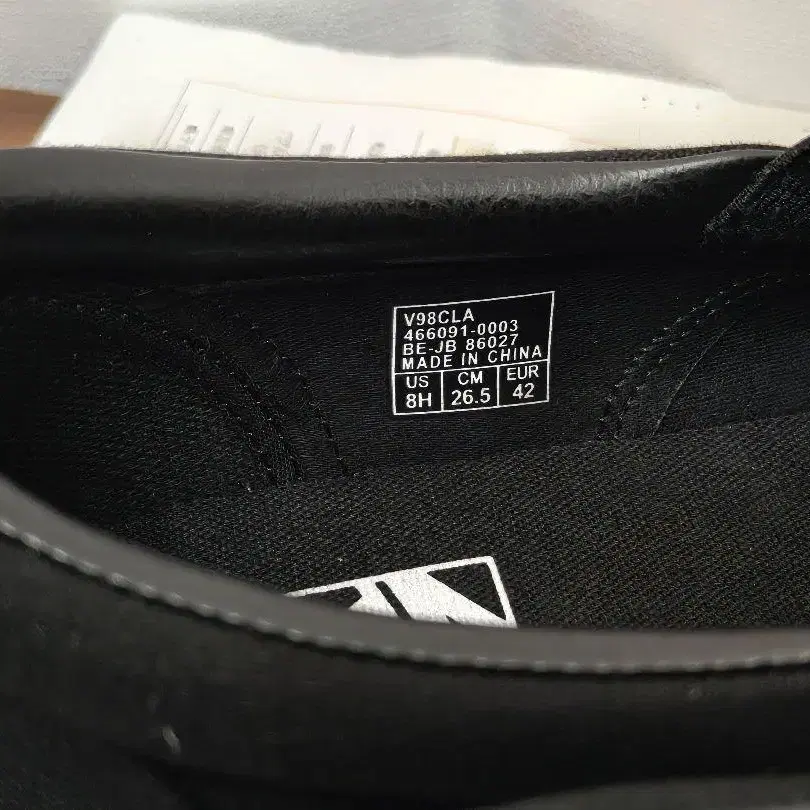 V98CLA
466091-0003
BE-JB 86027
MADE IN CHINA
US CM EUR
8H 26.5 42